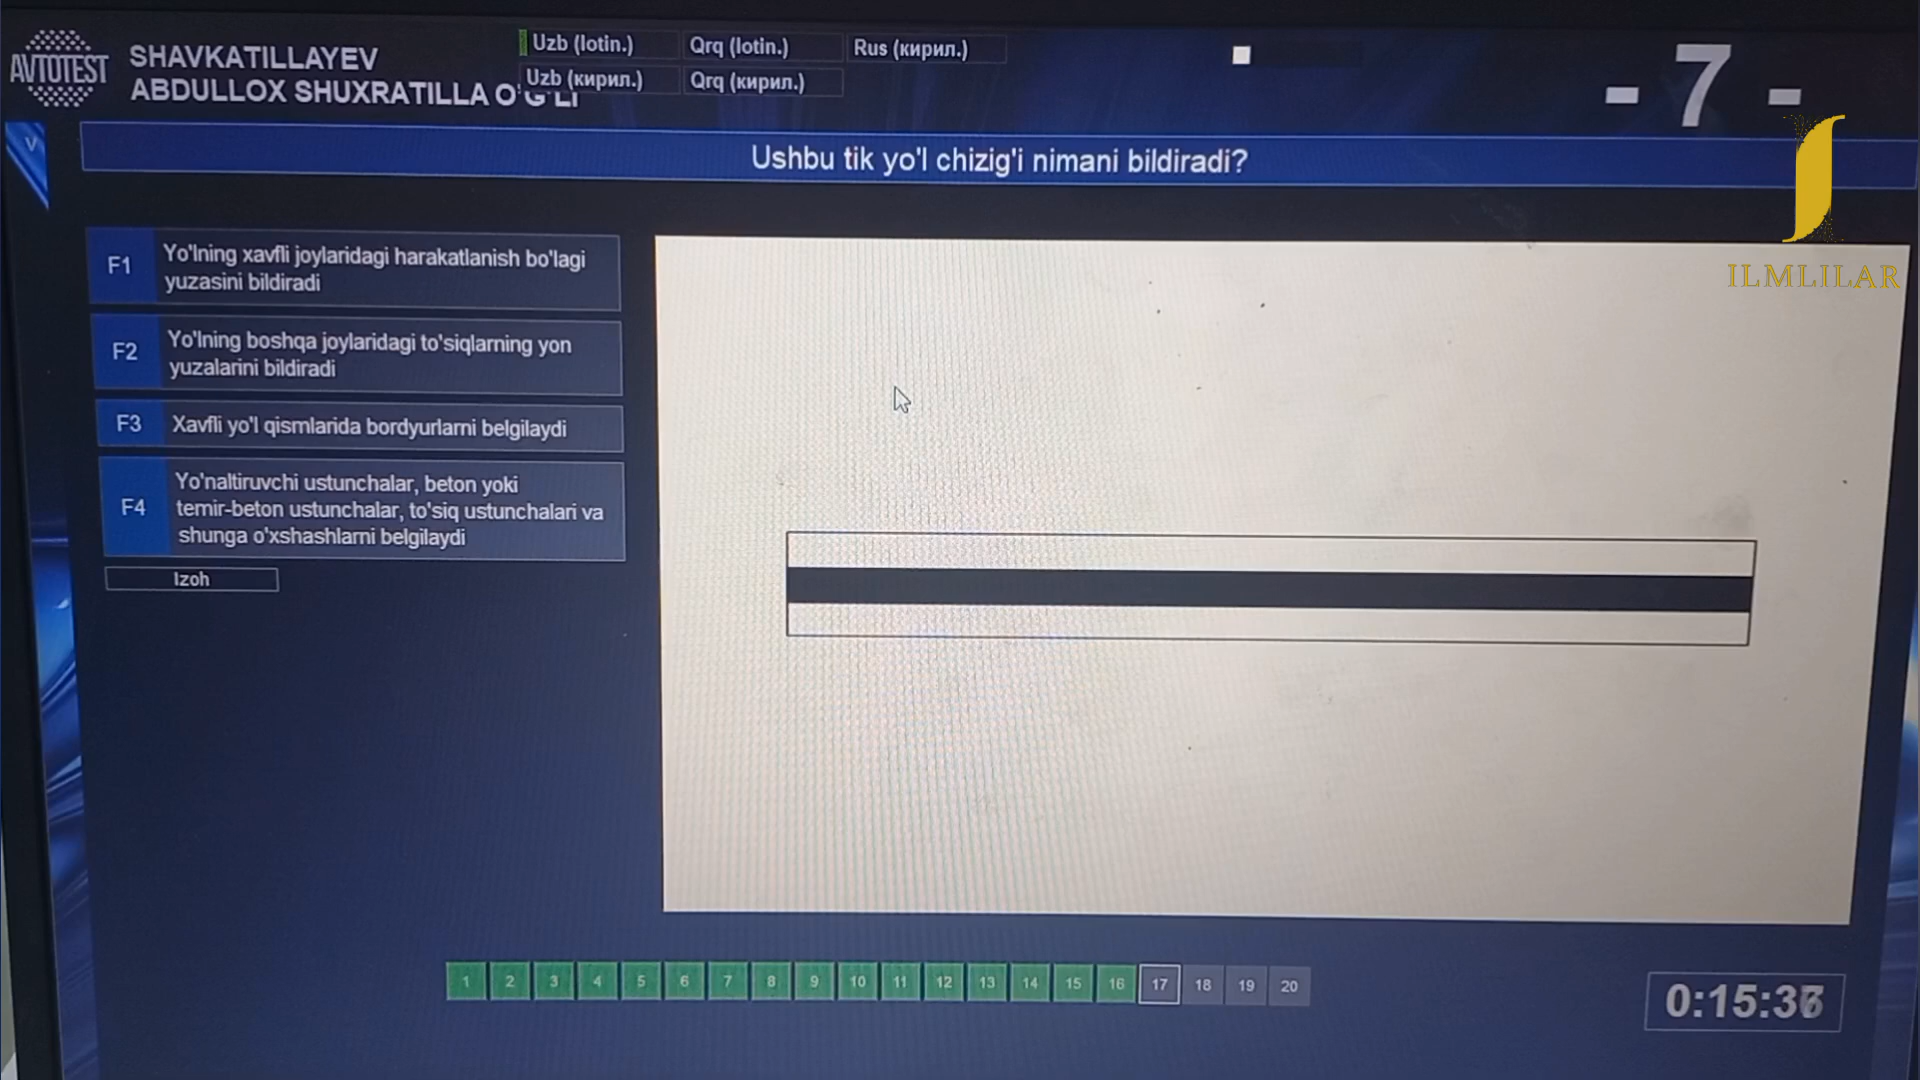 AVTOTEST
SHAVKATILLAYEV
ABDULLOX SHUXRATILLA O'G'LI
Uzb (lotin.)
Qrq (lotin.)
Rus (кирил.)
Uzb (кирил.)
Qrq (кирил.)
- 7 -
V
Ushbu tik yo'l chizig'i nimani bildiradi?
ILMLILAR
F1
Yo'lning xavfli joylaridagi harakatlanish bo'lagi
yuzasini bildiradi
F2
Yo'lning boshqa joylaridagi to'siqlarning yon
yuzalarini bildiradi
F3
Xavfli yo'l qismlarida bordyurlarni belgilaydi
F4
Yo'naltiruvchi ustunchalar, beton yoki
temir-beton ustunchalar, to'siq ustunchalari va
shunga o'xshashlarni belgilaydi
Izoh
1 2 3 4 5 6 7 8 9 10 11 12 13 14 15 16 17 18 19 20